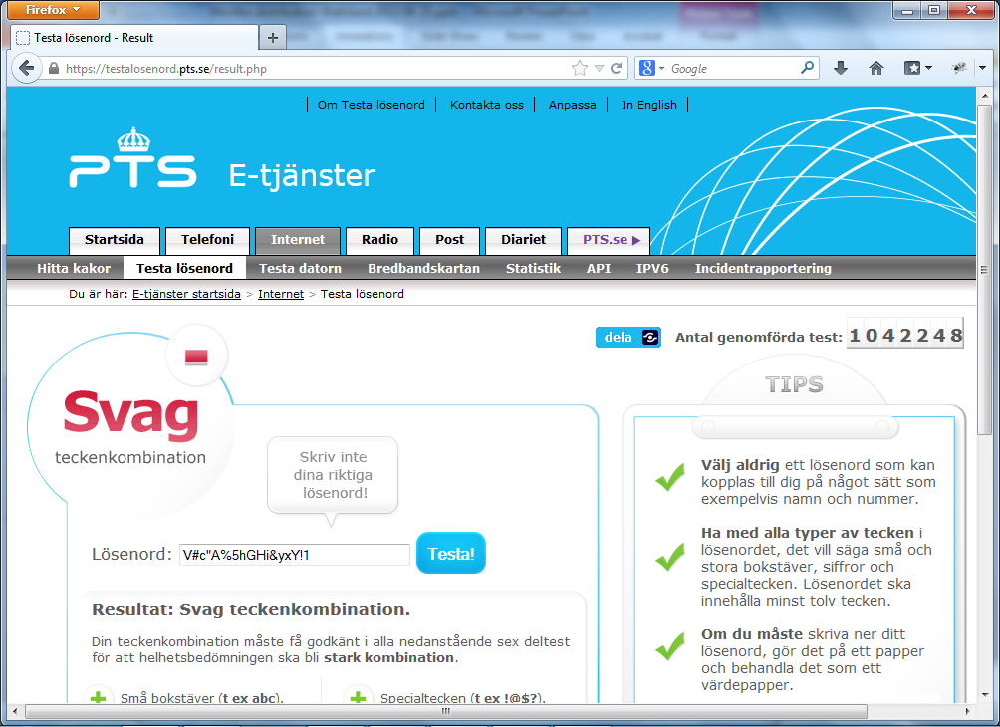 Firefox
Testa lösenord - Result
https://testalosenord.pts.se/result.php
Google
Om Testa lösenord
Kontakta oss
Anpassa
In English
PTS
E-tjänster
Startsida
Telefoni
Internet
Radio
Post
Diariet
PTS.se
Hitta kakor
Testa lösenord
Testa datorn
Bredbandskartan
Statistik
API
IPV6
Incidentrapportering
Du är här: E-tjänster startsida > Internet > Testa lösenord
dela
Antal genomförda test: 1042248
Svag
teckenkombination
Skriv inte
dina riktiga
lösenord!
Lösenord: V#c"A%5hGHi&yxY!1
Testa!
Resultat: Svag teckenkombination.
Din teckenkombination måste få godkänt i alla nedanstående sex deltest
för att helhetsbedömningen ska bli stark kombination.
Små bokstäver (t ex abc).
Specialtecken (t ex !@$?).
TIPS
Välj aldrig ett lösenord som kan
kopplas till dig på något sätt som
exempelvis namn och nummer.
Ha med alla typer av tecken i
lösenordet, det vill säga små och
stora bokstäver, siffror och
specialtecken. Lösenordet ska
innehålla minst tolv tecken.
Om du måste skriva ner ditt
lösenord, gör det på ett papper
och behandla det som ett
värdepapper.